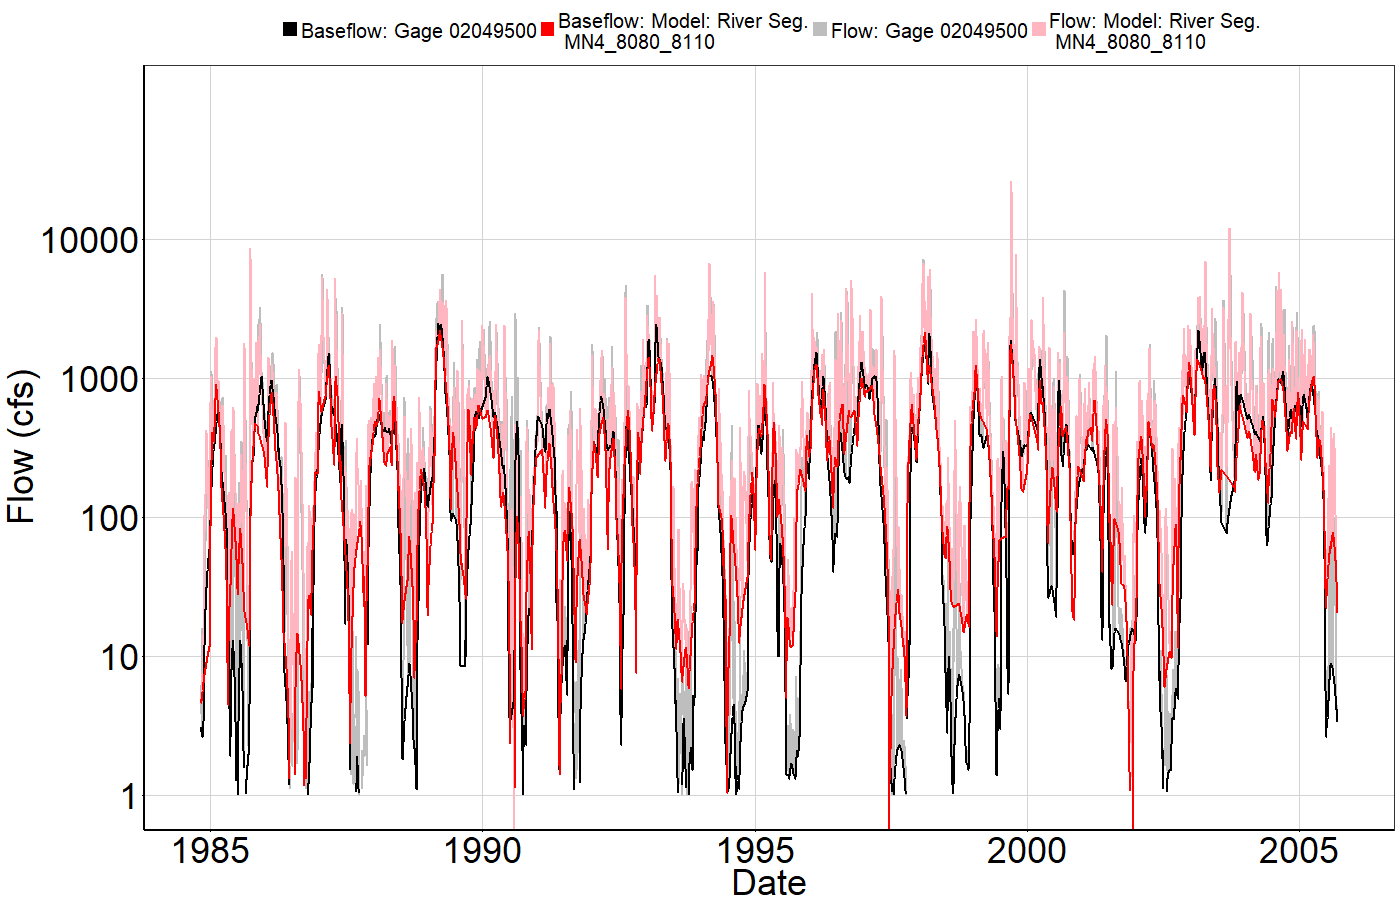 Baseflow: Gage 02049500
Baseflow: Model: River Seg.
MN4_8080_8110
Flow: Gage 02049500
Flow: Model: River Seg.
MN4_8080_8110
Flow (cfs)
10000
1000
100
10
1
1985
1990
1995
2000
2005
Date